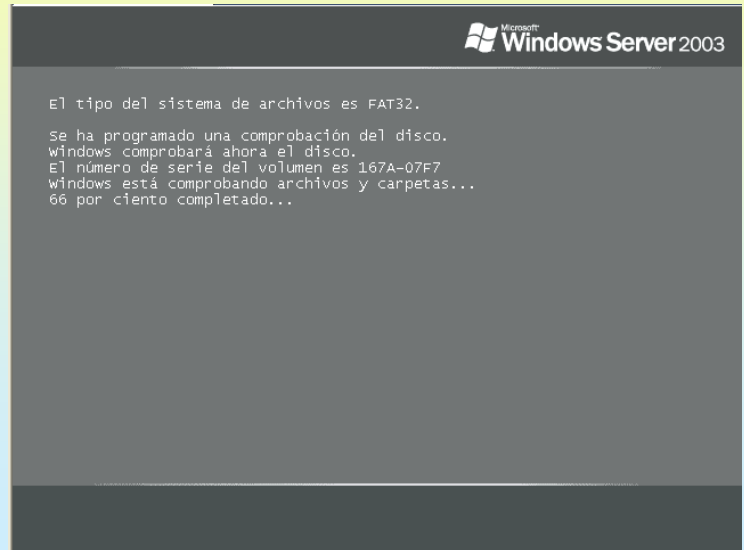 Microsoft
Windows Server 2003
El tipo del sistema de archivos es FAT32.
Se ha programado una comprobación del disco.
Windows comprobará ahora el disco.
El número de serie del volumen es 167A-07F7
Windows está comprobando archivos y carpetas...
66 por ciento completado...